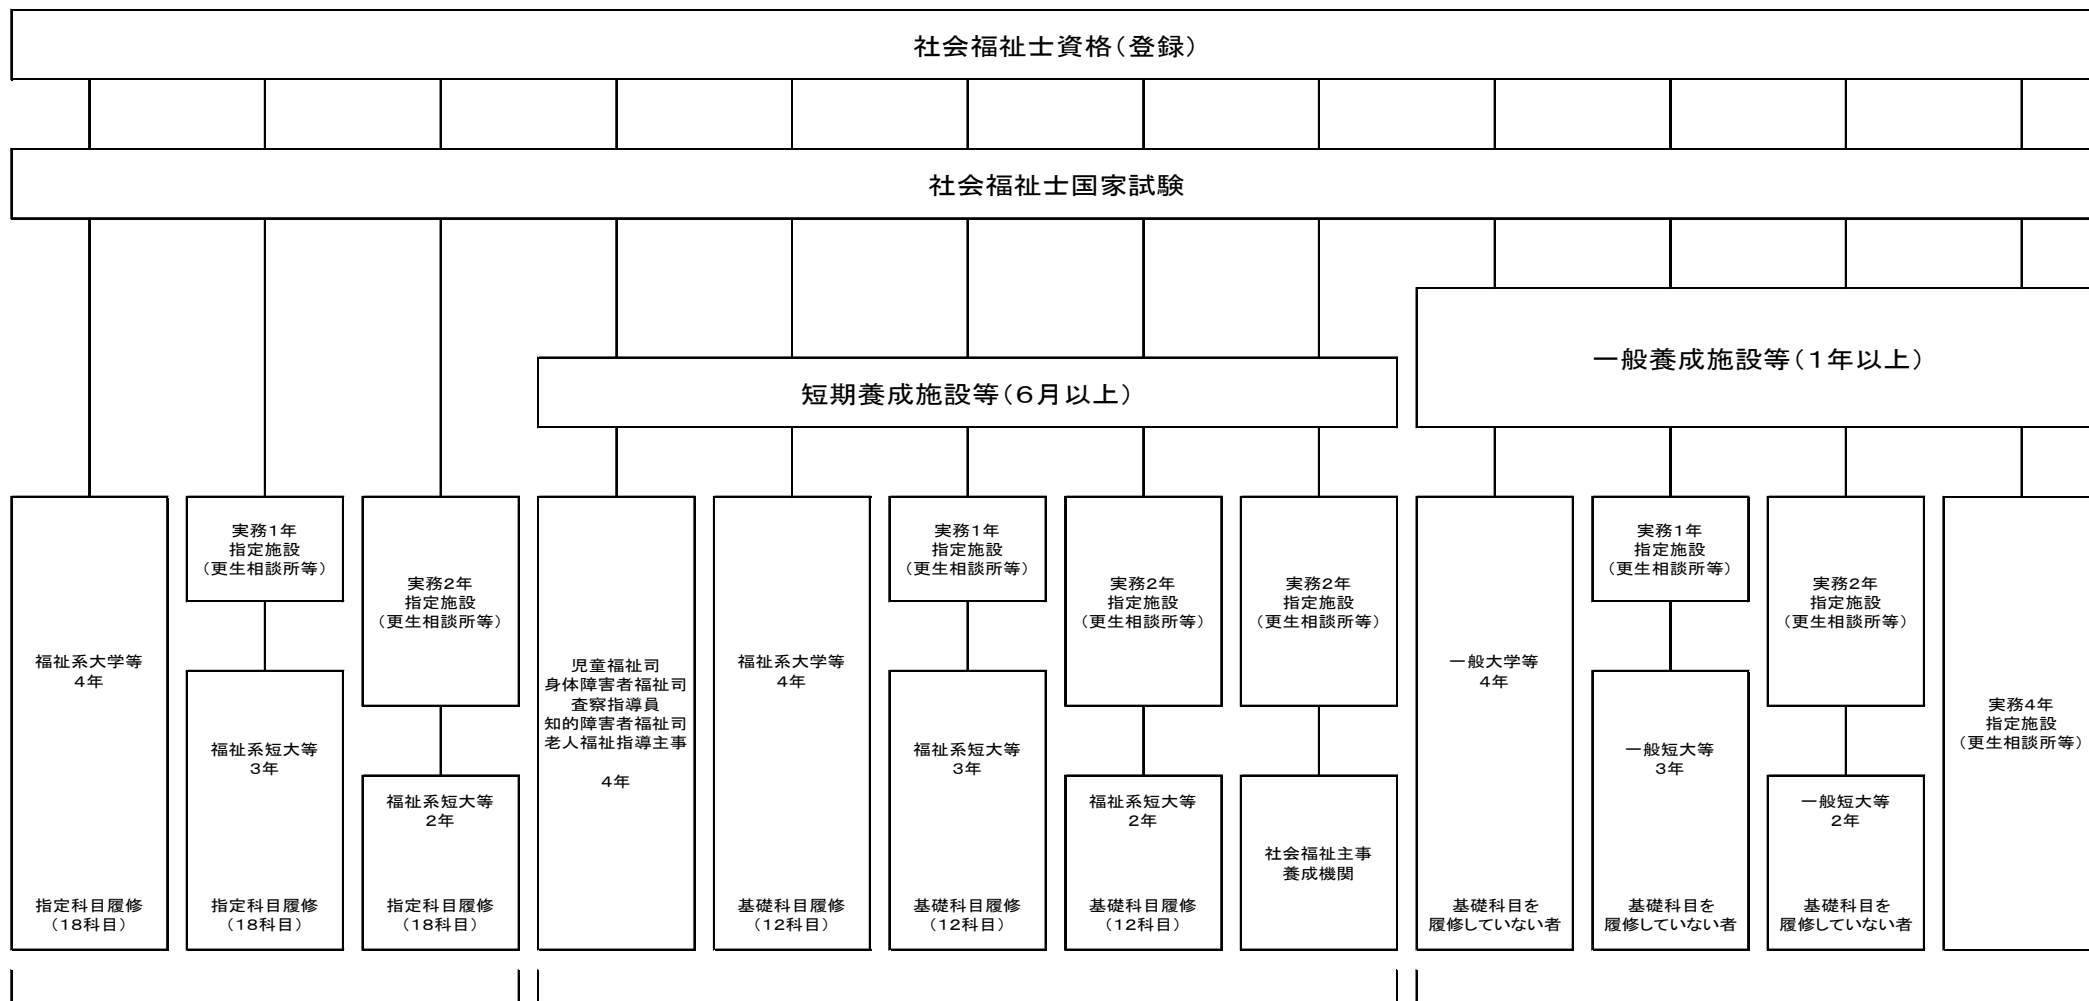 社会福祉士資格(登録)
社会福祉士国家試験
一般養成施設等(1年以上)
短期養成施設等(6月以上)
福祉系大学等
4年
指定科目履修
(18科目)
実務1年
指定施設
(更生相談所等)
福祉系短大等
3年
指定科目履修
(18科目)
実務2年
指定施設
(更生相談所等)
福祉系短大等
2年
指定科目履修
(18科目)
児童福祉司
身体障害者福祉司
査察指導員
知的障害者福祉司
老人福祉指導主事
4年
福祉系大学等
4年
基礎科目履修
(12科目)
実務1年
指定施設
(更生相談所等)
福祉系短大等
3年
基礎科目履修
(12科目)
実務2年
指定施設
(更生相談所等)
福祉系短大等
2年
基礎科目履修
(12科目)
実務2年
指定施設
(更生相談所等)
社会福祉主事
養成機関
一般大学等
4年
基礎科目を
履修していない者
実務1年
指定施設
(更生相談所等)
一般短大等
3年
基礎科目を
履修していない者
実務2年
指定施設
(更生相談所等)
一般短大等
2年
基礎科目を
履修していない者
実務4年
指定施設
(更生相談所等)